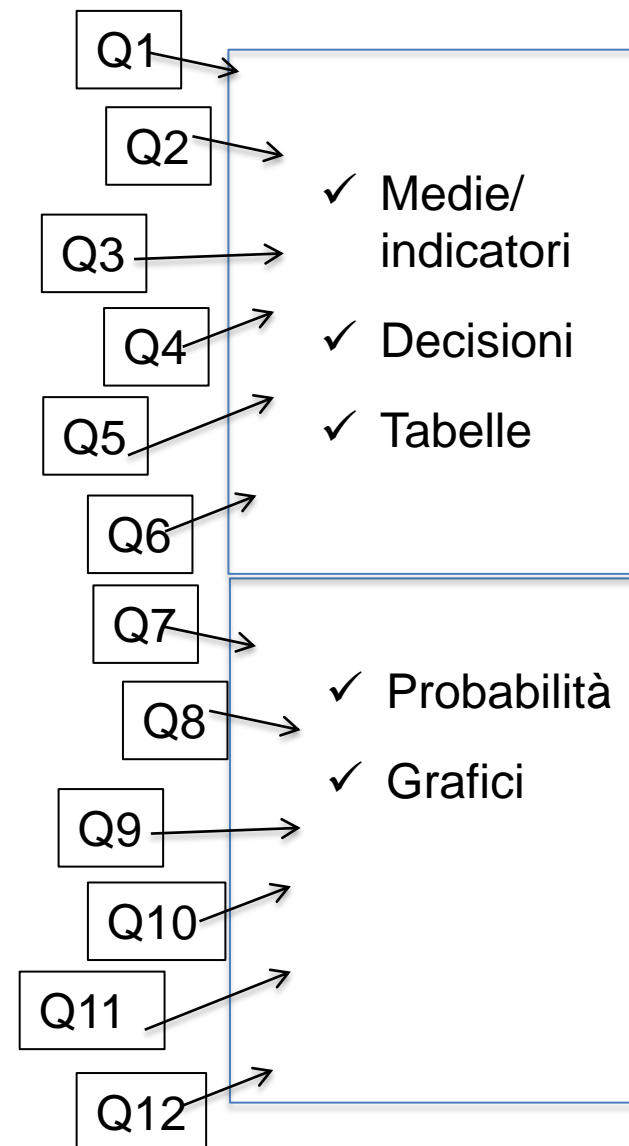 Q1
Q2
Q3
Q4
Q5
Q6
✓ Medie/
indicatori
✓ Decisioni
✓ Tabelle
Q7
Q8
Q9
Q10
Q11
Q12
✓ Probabilità
✓ Grafici